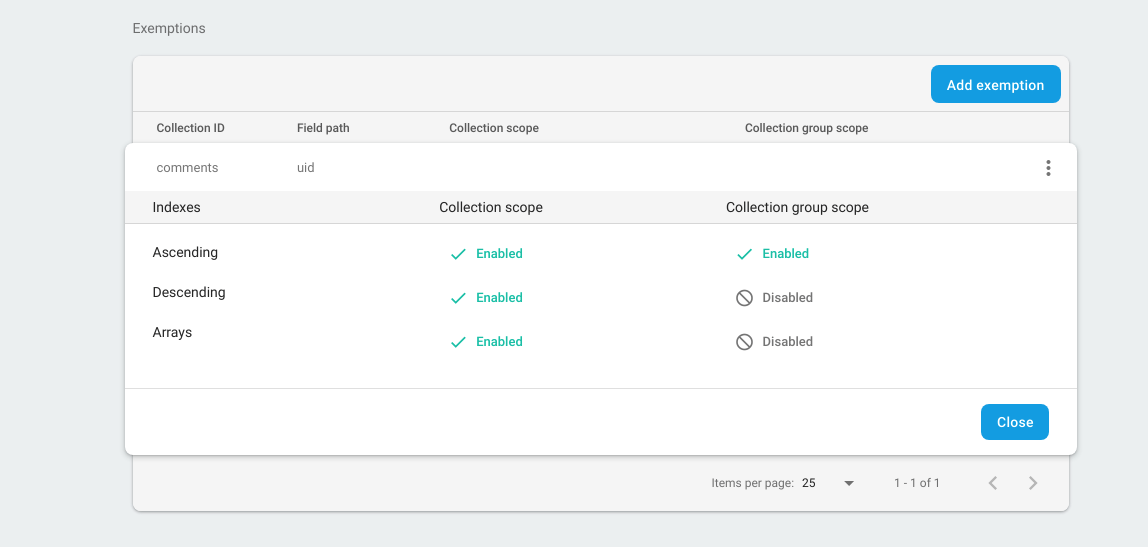 Exemptions
Add exemption
Collection ID Field path Collection scope Collection group scope
comments uid
Indexes Collection scope Collection group scope
Ascending Enabled Enabled
Descending Enabled Disabled
Arrays Enabled Disabled
Close
Items per page: 25 1 - 1 of 1